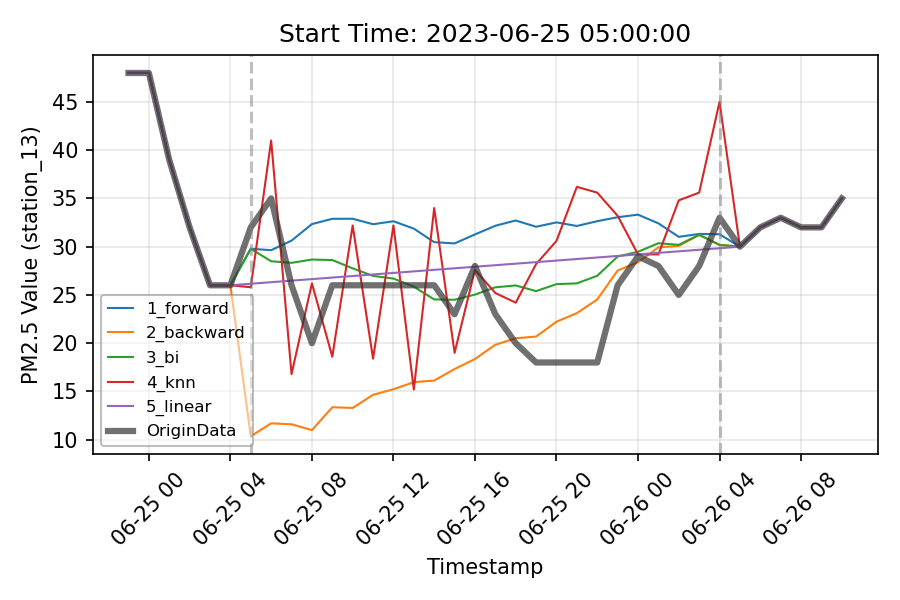 Start Time: 2023-06-25 05:00:00
PM2.5 Value (station_13)
45
40
35
30
25
20
15
10
1_forward
2_backward
3_bi
4_knn
5_linear
OriginData
06-25 00
06-25 04
06-25 08
06-25 12
06-25 16
06-25 20
06-26 00
06-26 04
06-26 08
Timestamp